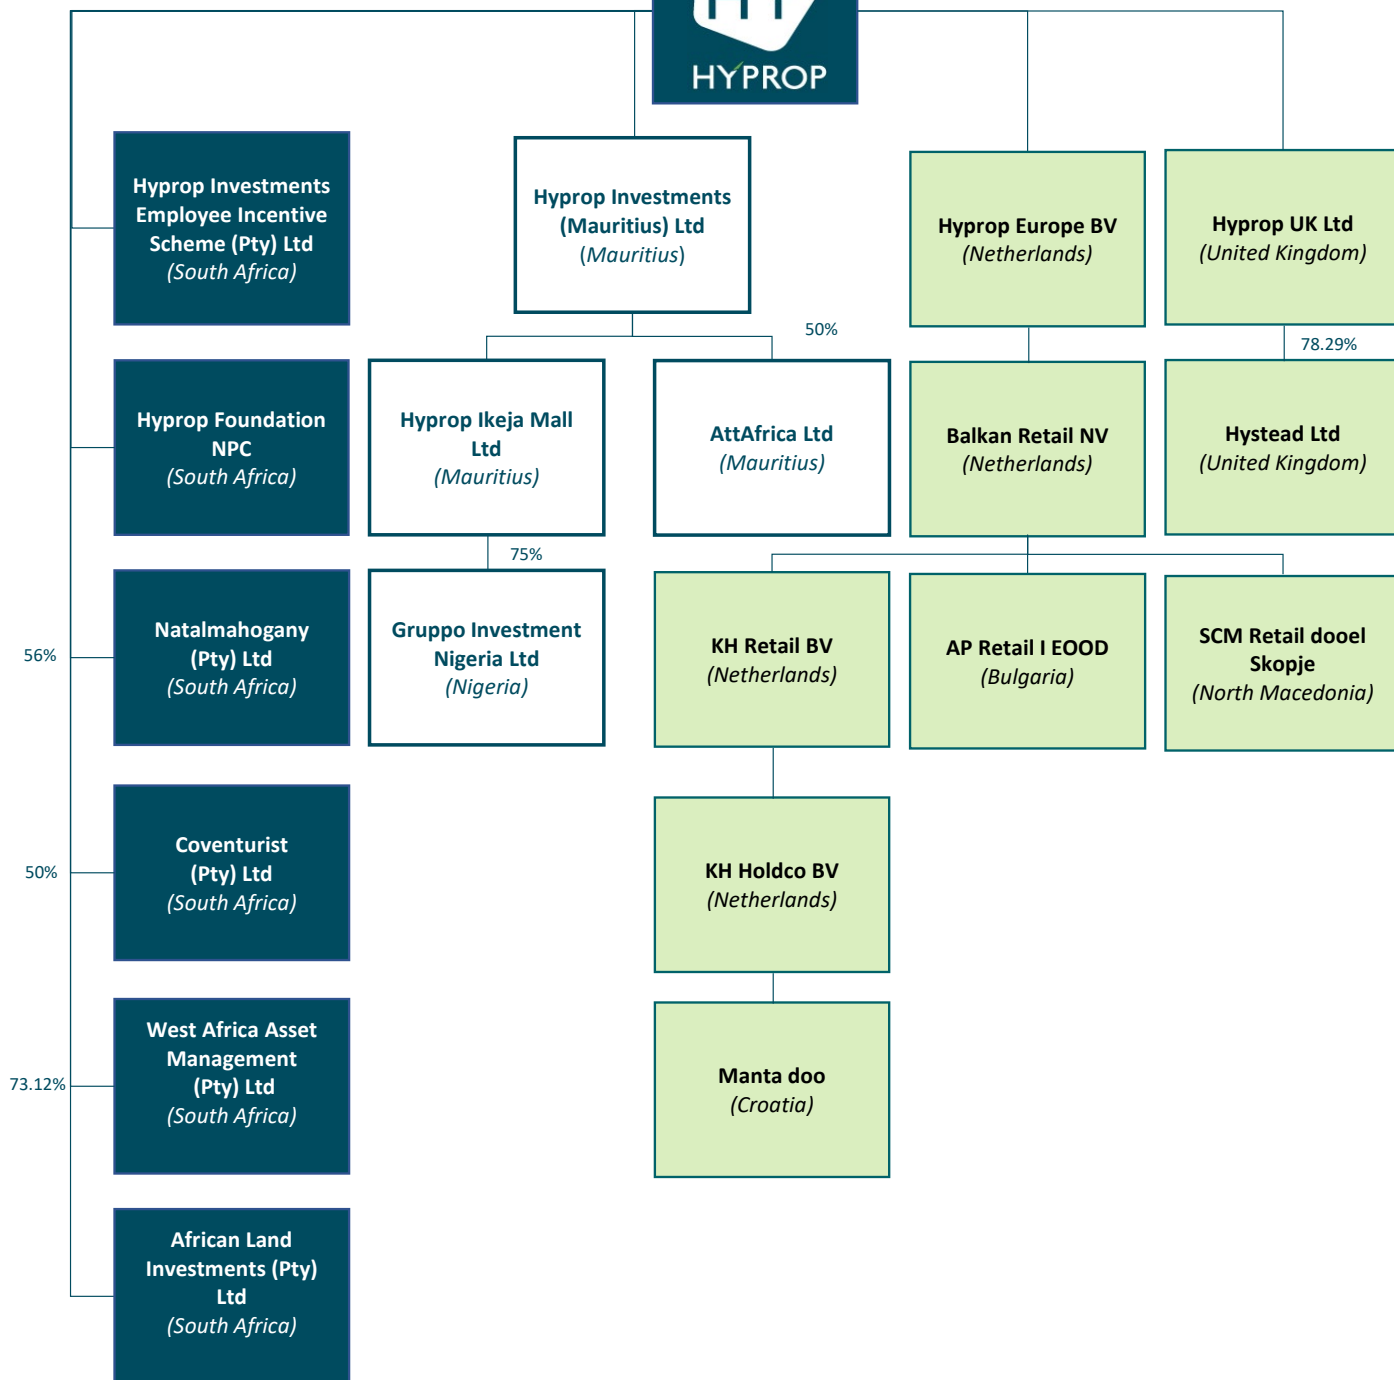 HYPROP
Hyprop Investments
Employee Incentive
Scheme (Pty) Ltd
(South Africa)
Hyprop Investments
(Mauritius) Ltd
(Mauritius)
Hyprop Europe BV
(Netherlands)
Hyprop UK Ltd
(United Kingdom)
50%
78.29%
Hyprop Foundation
NPC
(South Africa)
Hyprop Ikeja Mall
Ltd
(Mauritius)
AttAfrica Ltd
(Mauritius)
Balkan Retail NV
(Netherlands)
Hystead Ltd
(United Kingdom)
75%
56%
Natalmahogany
(Pty) Ltd
(South Africa)
Gruppo Investment
Nigeria Ltd
(Nigeria)
KH Retail BV
(Netherlands)
AP Retail I EOOD
(Bulgaria)
SCM Retail dooel
Skopje
(North Macedonia)
50%
Coventurist
(Pty) Ltd
(South Africa)
KH Holdco BV
(Netherlands)
73.12%
West Africa Asset
Management
(Pty) Ltd
(South Africa)
Manta doo
(Croatia)
African Land
Investments (Pty)
Ltd
(South Africa)